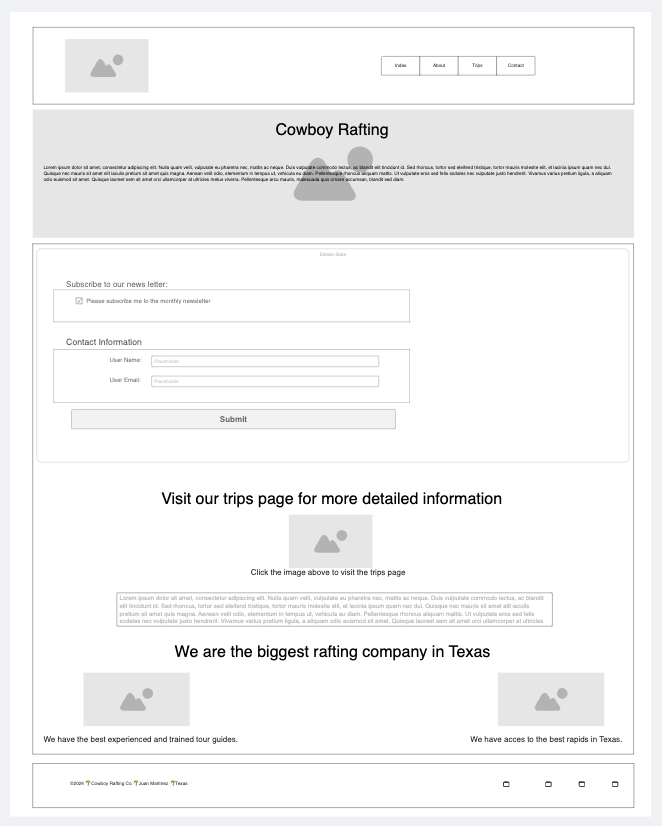 Index About Trips Contact
Cowboy Rafting
Lorem ipsum dolor sit amet, consectetur adipiscing elit. Nulla quam velit, vulputate eu pharetra nec, mattis ac neque. Duis vulputate commodo lectus, ac blandit elit tincidunt id. Sed rhoncus, tortor sed eleifend tristique, tortor mauris molestie elit, et lacinia ipsum quam nec dui.
Quisque nec mauris sit amet elit iaculis pretium sit amet quis magna. Aenean velit odio, elementum in tempus ut, vehicula eu diam. Pellentesque rhoncus aliquam mattis. Ut vulputate eros sed felis sodales nec vulputate justo hendrerit. Vivamus varius pretium ligula, a aliquam
odio euismod sit amet. Quisque laoreet sem sit amet orci ullamcorper at ultricies metus viverra. Pellentesque arcu mauris, malesuada quis ornare accumsan, blandit sed diam.
Simple State
Subscribe to our news letter:
Please subscribe me to the monthly newsletter
Contact Information
User Name: Placeholder
User Email: Placeholder
Submit
Visit our trips page for more detailed information
Click the image above to visit the trips page
Lorem ipsum dolor sit amet, consectetur adipiscing elit. Nulla quam velit, vulputate eu pharetra nec, mattis ac neque. Duis vulputate commodo lectus, ac blandit
elit tincidunt id. Sed rhoncus, tortor sed eleifend tristique, tortor mauris molestie elit, et lacinia ipsum quam nec dui. Quisque nec mauris sit amet elit iaculis
pretium sit amet quis magna. Aenean velit odio, elementum in tempus ut, vehicula eu diam. Pellentesque rhoncus aliquam mattis. Ut vulputate eros sed felis
sodales nec vulputate justo hendrerit. Vivamus varius pretium ligula, a aliquam odio euismod sit amet. Quisque laoreet sem sit amet orci ullamcorper at ultricies
We are the biggest rafting company in Texas
We have the best experienced and trained tour guides.
We have acces to the best rapids in Texas.
©2024 🌴Cowboy Rafting Co.🌴Juan Martinez 🌴Texas